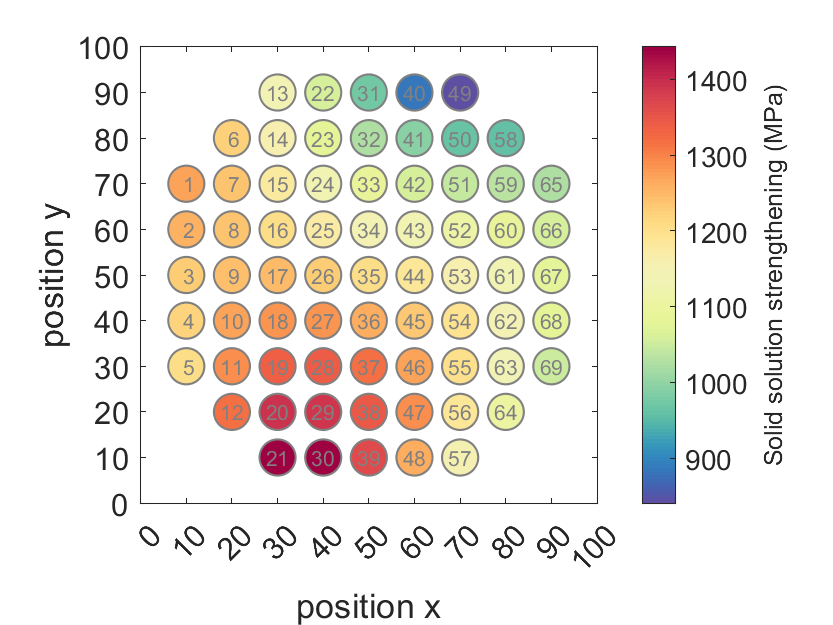 100
90
80
70
60
50
40
30
20
10
0
position y
13 22 31 40 49
6 14 23 32 41 50 58
1 7 15 24 33 42 51 59 65
2 8 16 25 34 43 52 60 66
3 9 17 26 35 44 53 61 67
4 10 18 27 36 45 54 62 68
5 11 19 28 37 46 55 63 69
12 20 29 38 47 56 64
21 30 39 48 57
0 10 20 30 40 50 60 70 80 90 100
position x
1400
1300
1200
1100
1000
900
Solid solution strengthening (MPa)